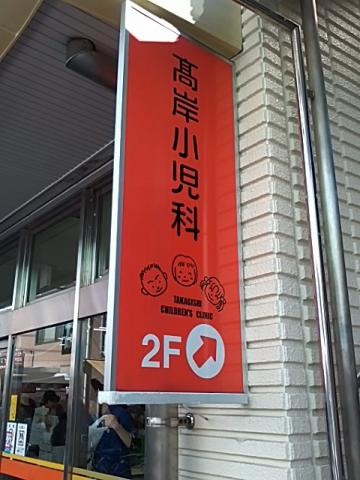 髙岸小児科
TAKAGISHI
CHILDREN'S CLINIC
2F